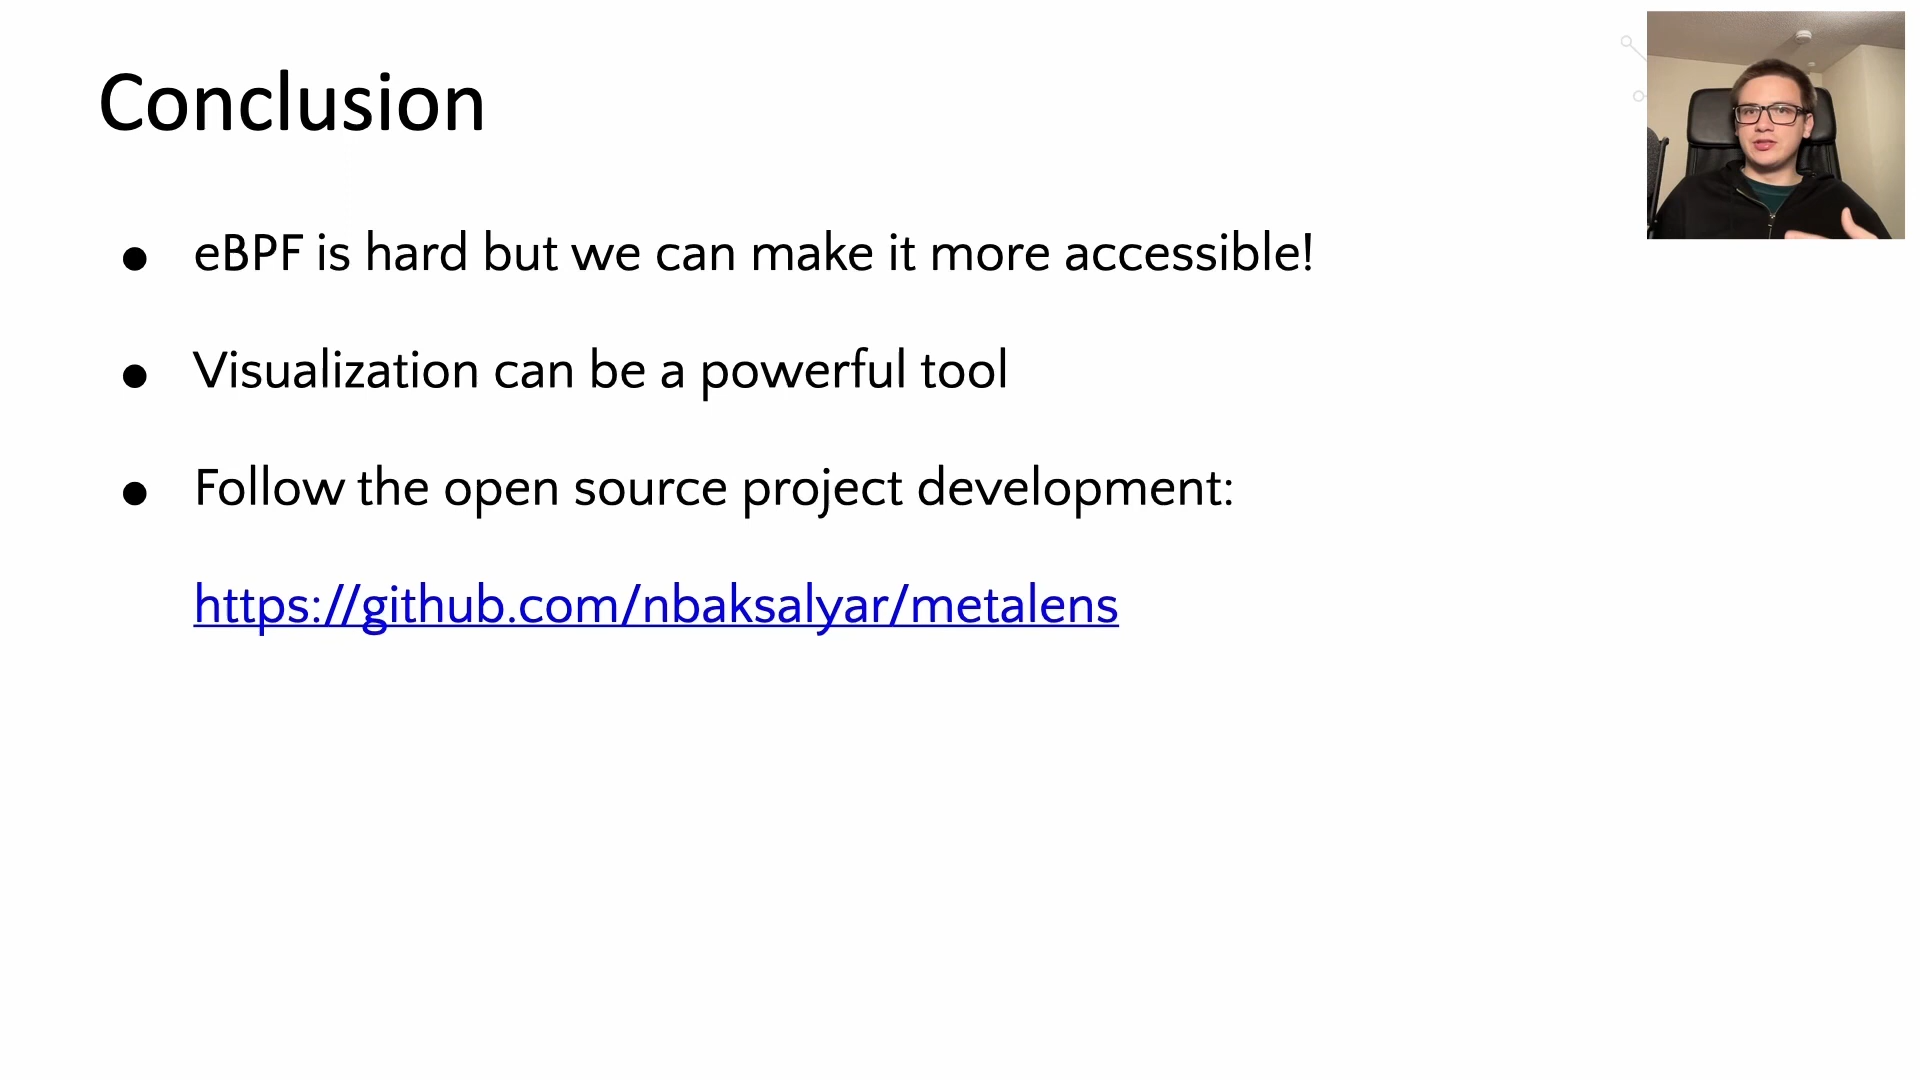 Conclusion
● eBPF is hard but we can make it more accessible!
● Visualization can be a powerful tool
● Follow the open source project development:
https://github.com/nbaksalyar/metalens